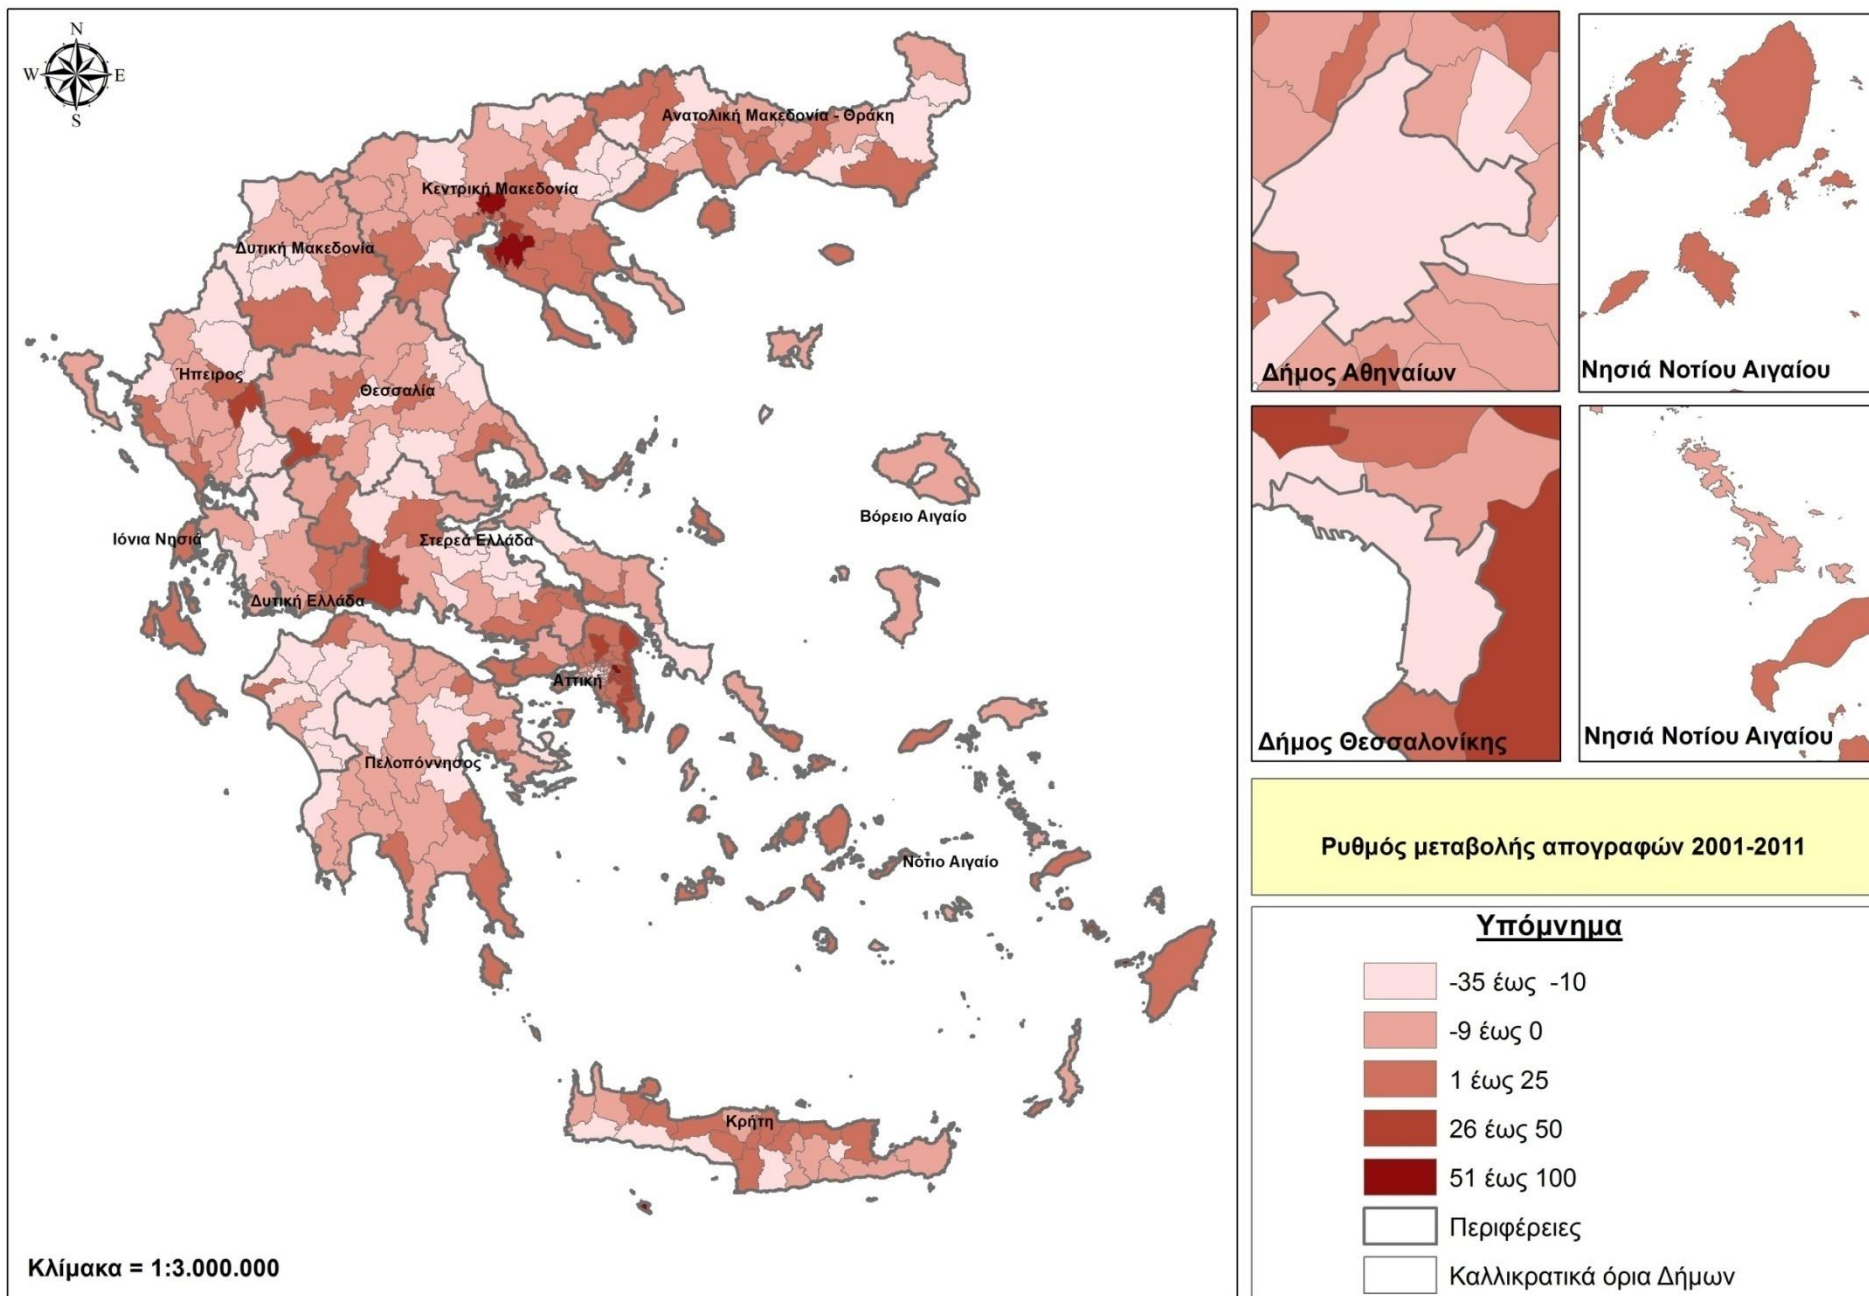 N
W E
S
Ανατολική Μακεδονία - Θράκη
Κεντρική Μακεδονία
Δυτική Μακεδονία
Ήπειρος
Θεσσαλία
Βόρειο Αιγαίο
Ιόνια Νησιά
Στερεά Ελλάδα
Δυτική Ελλάδα
Αττική
Πελοπόννησος
Νότιο Αιγαίο
Κρήτη
Κλίμακα = 1:3.000.000
Δήμος Αθηναίων
Νησιά Νοτίου Αιγαίου
Δήμος Θεσσαλονίκης
Νησιά Νοτίου Αιγαίου
Ρυθμός μεταβολής απογραφών 2001-2011
Υπόμνημα
-35 έως -10
-9 έως 0
1 έως 25
26 έως 50
51 έως 100
Περιφέρειες
Καλλικρατικά όρια Δήμων